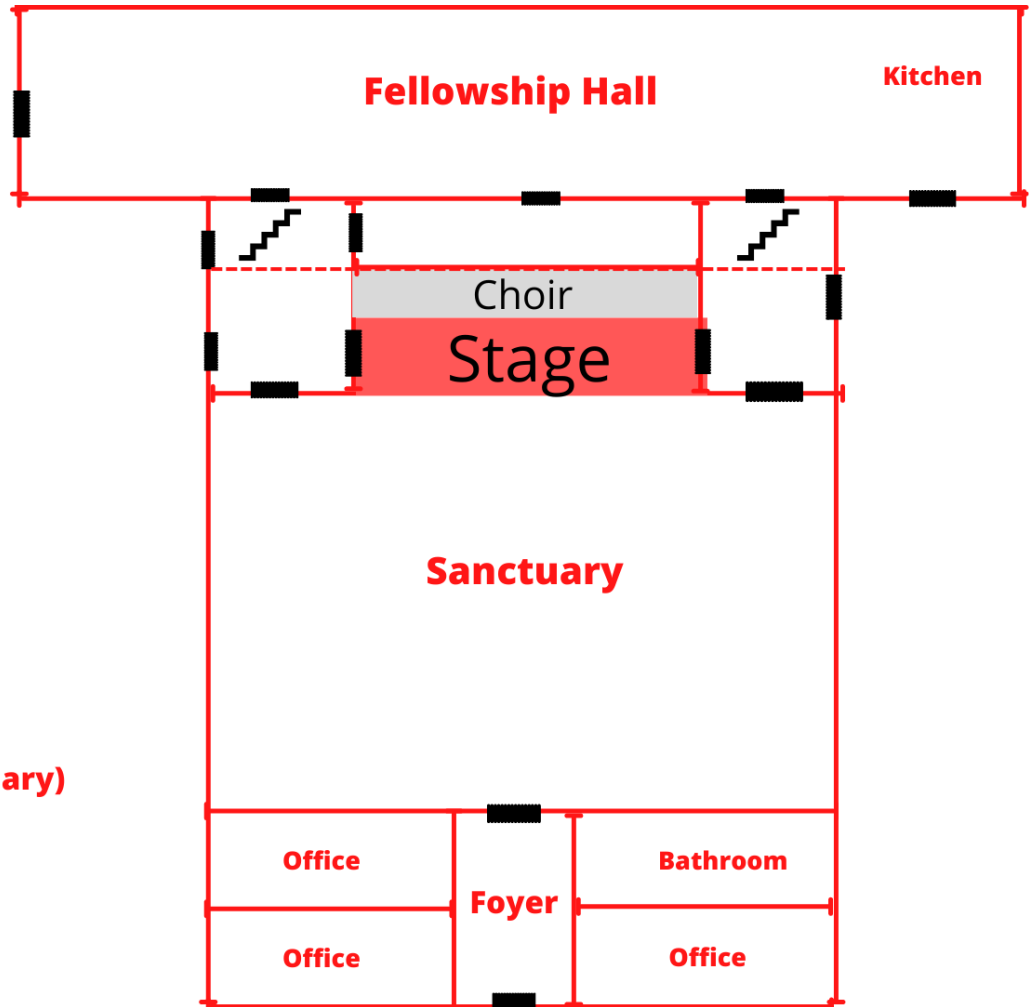 Kitchen
Fellowship Hall
Choir
Stage
Sanctuary
ary)
Office
Bathroom
Foyer
Office
Office